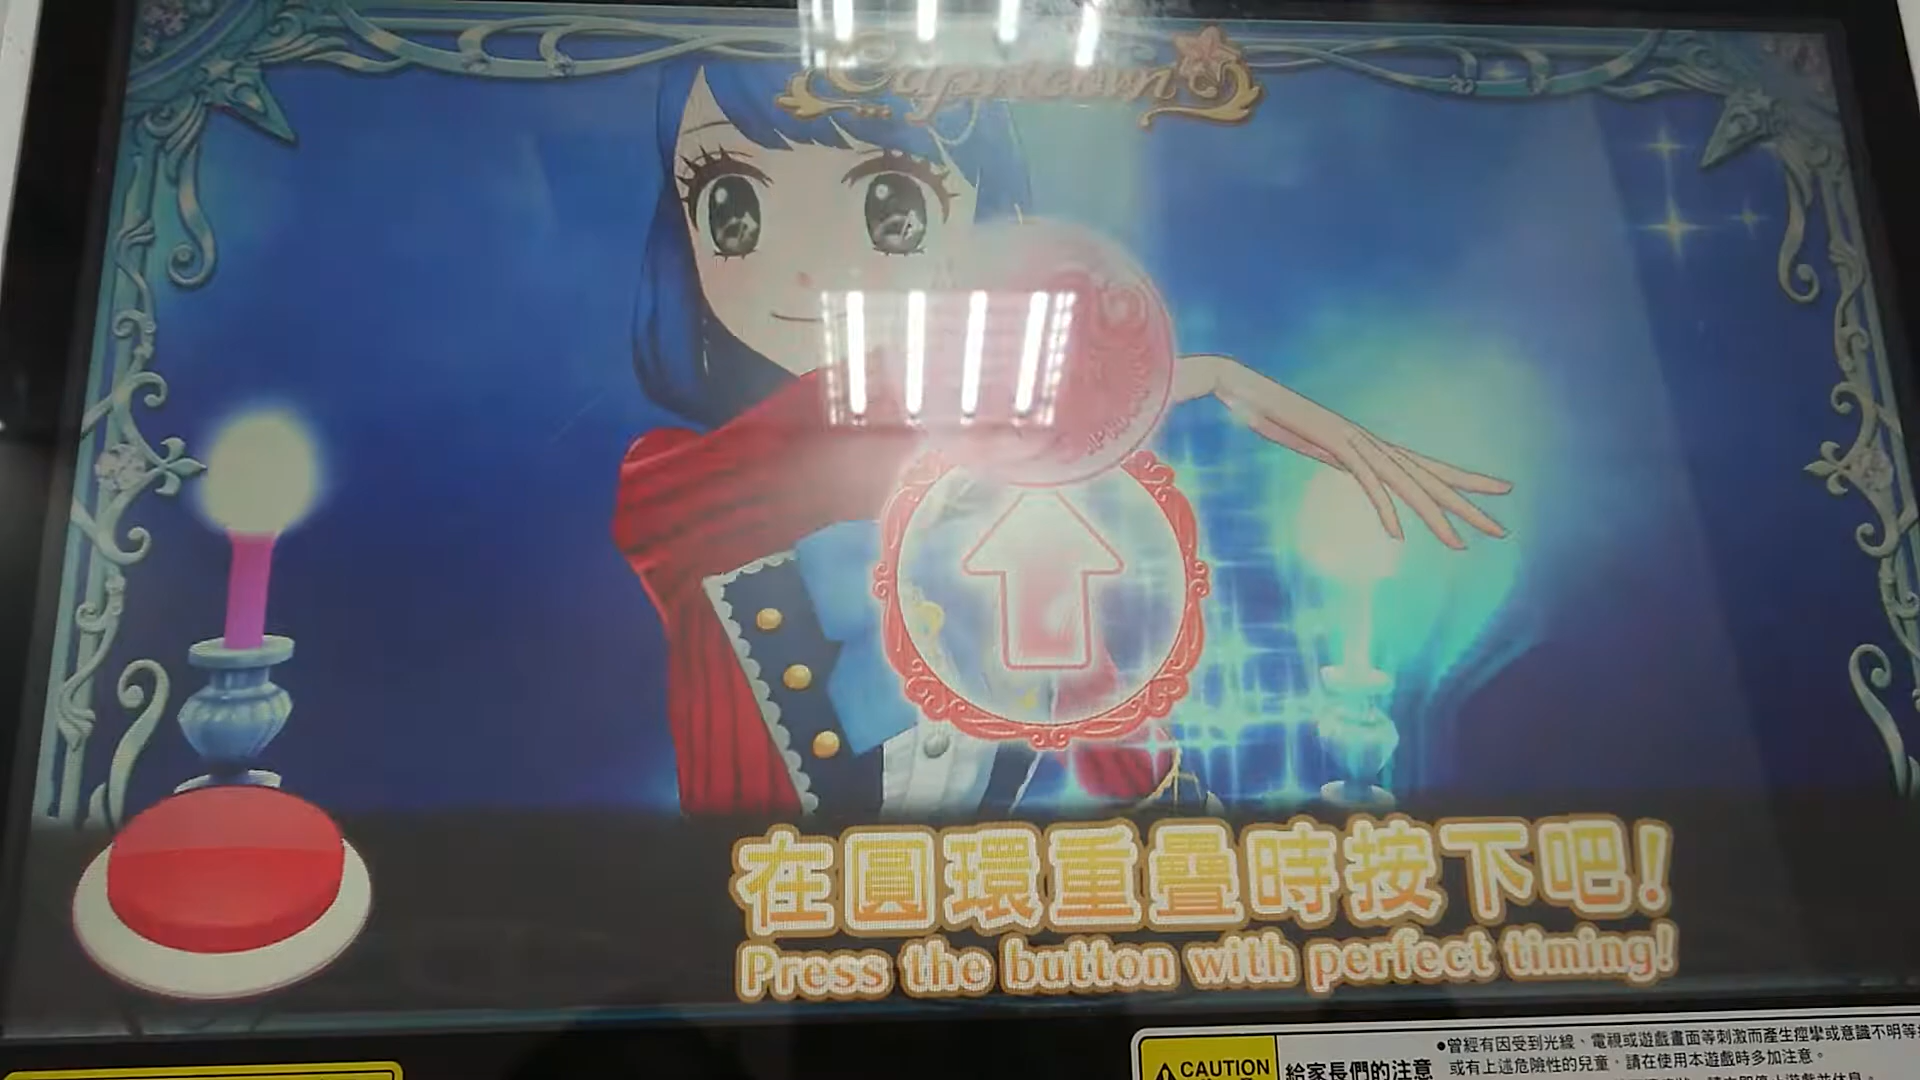 Capricorn
在圓環重疊時按下吧!
Press the button with perfect timing!
CAUTION
給家長們的注意
●曾經有因受到光線、電視或遊戲畫面等刺激而產生痙攣或意識不明等
或有上述危險性的兒童，請在使用本遊戲時多加注意。